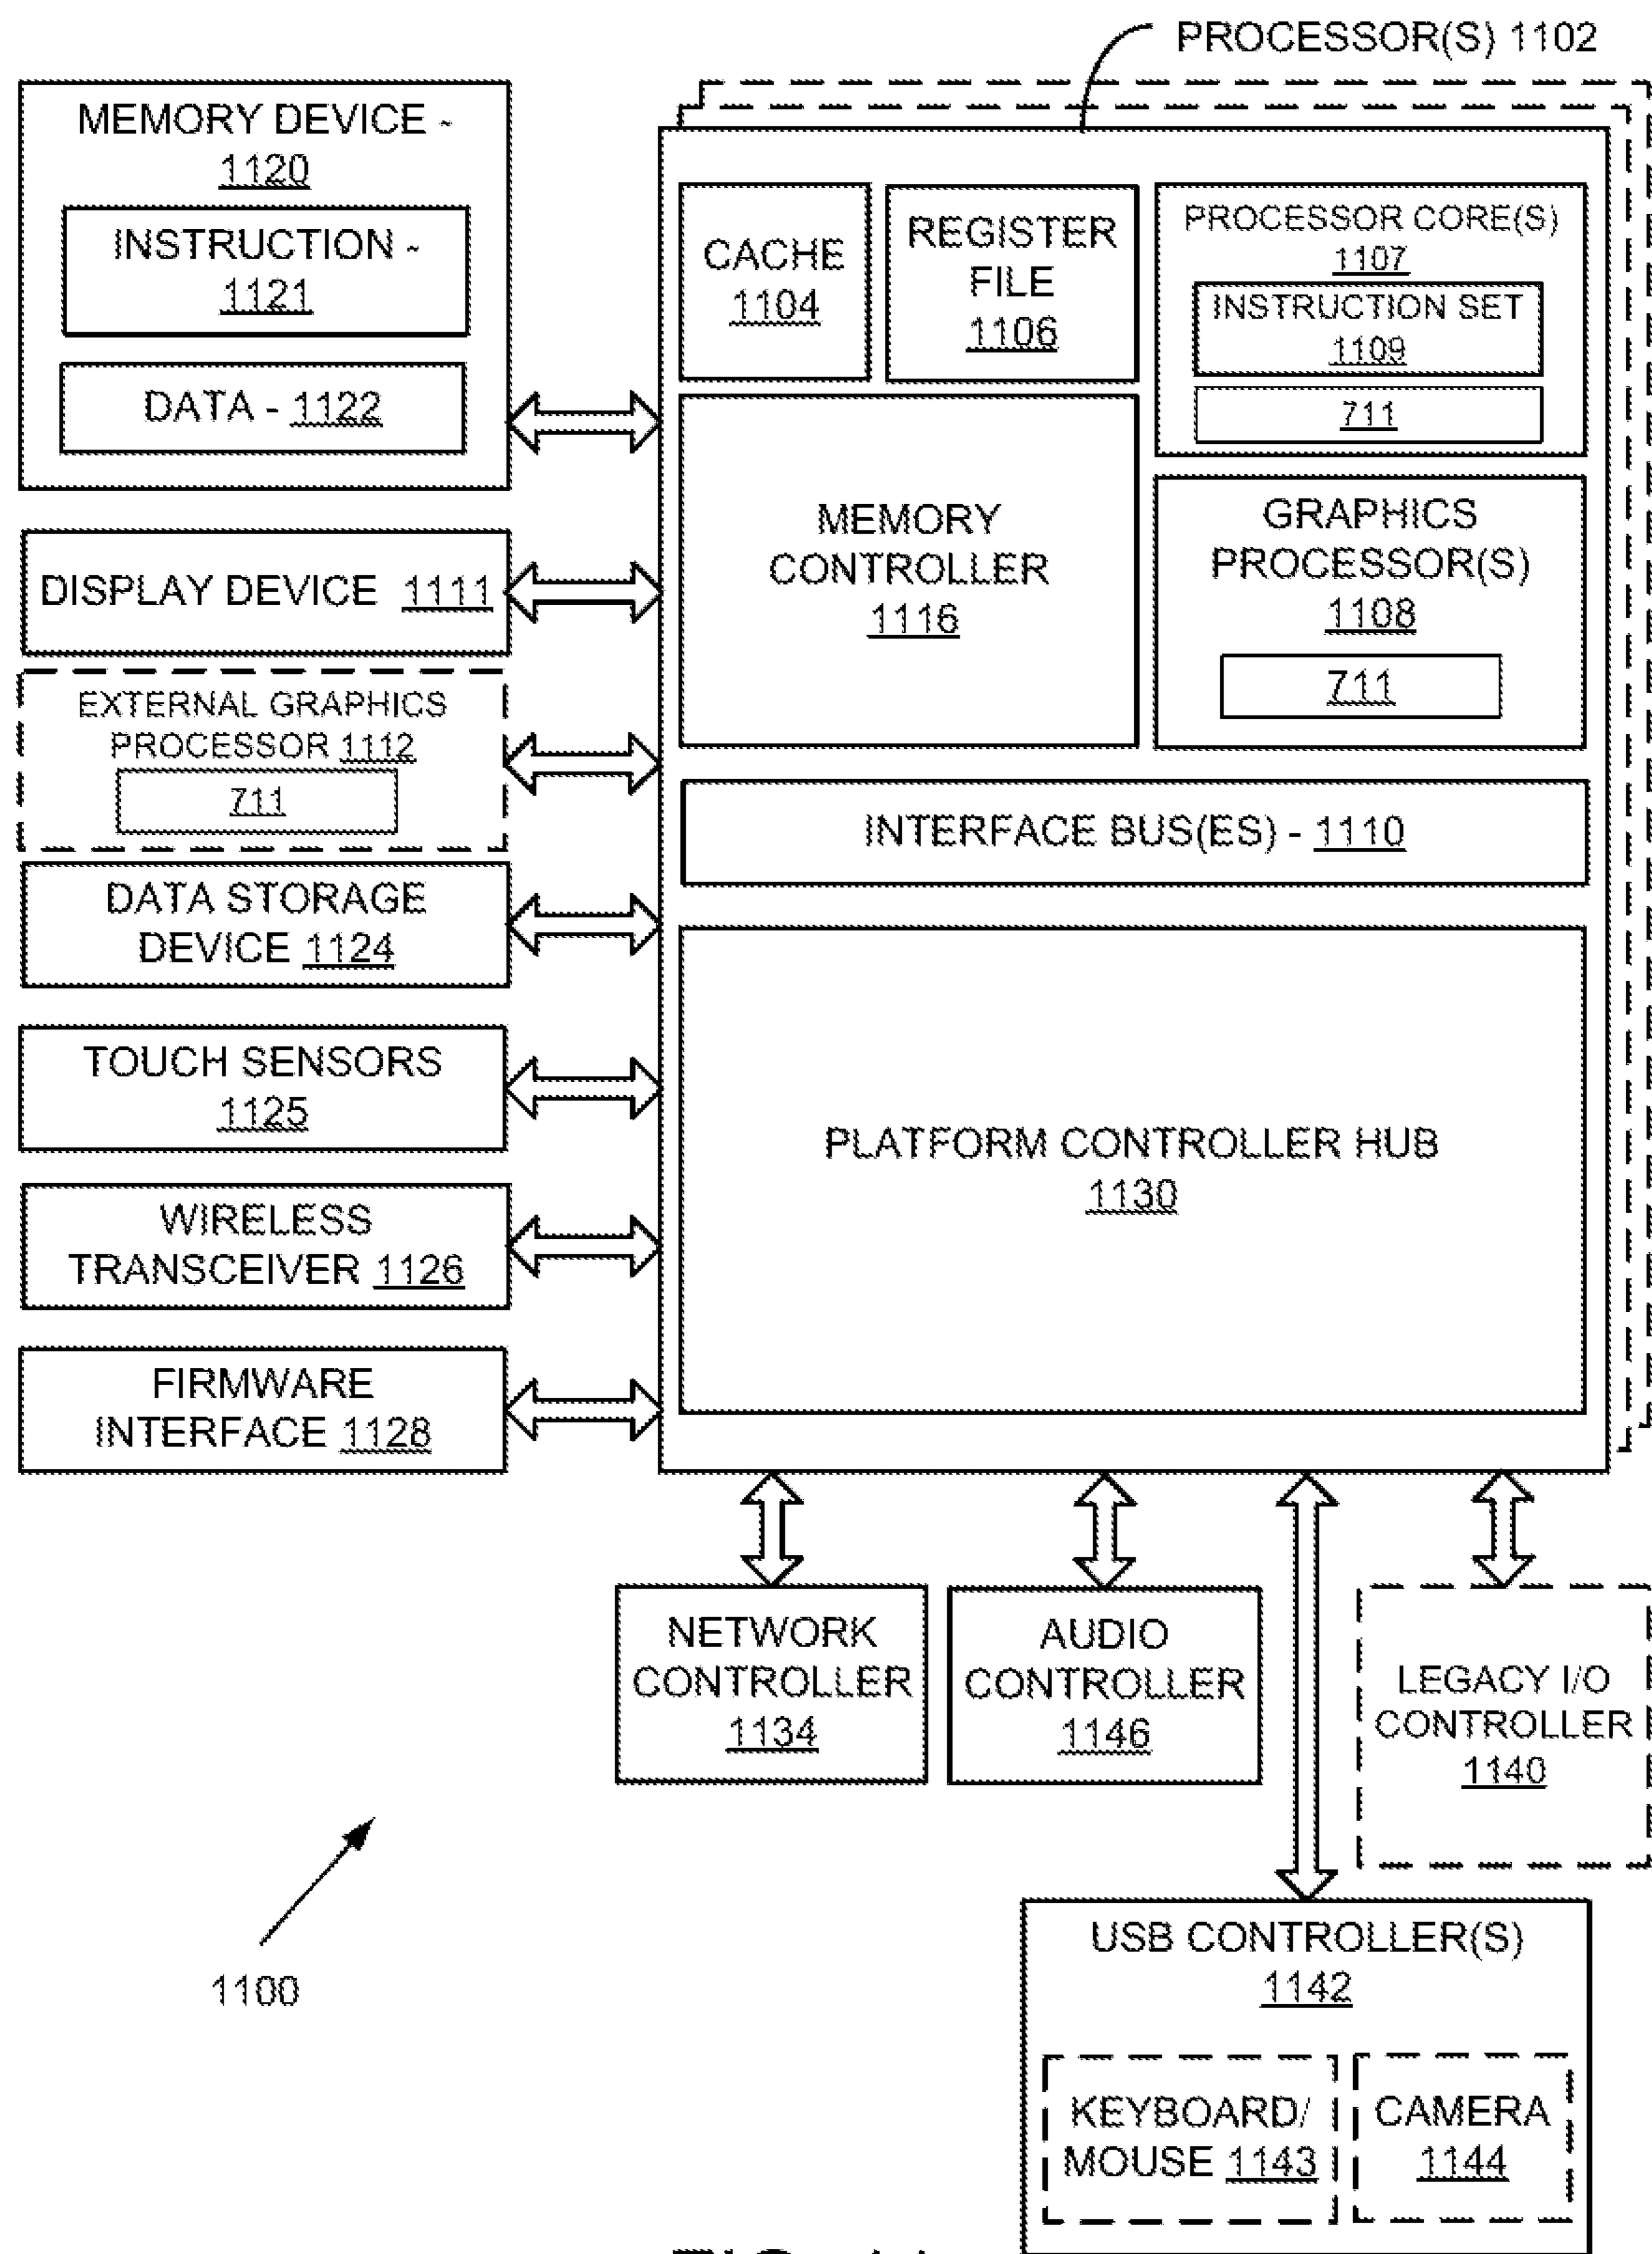 PROCESSOR(S) 1102
MEMORY DEVICE -
1120
INSTRUCTION -
1121
DATA - 1122
DISPLAY DEVICE 1111
EXTERNAL GRAPHICS
PROCESSOR 1112
711
DATA STORAGE
DEVICE 1124
TOUCH SENSORS
1125
WIRELESS
TRANSCEIVER 1126
FIRMWARE
INTERFACE 1128
CACHE
1104
REGISTER
FILE
1106
PROCESSOR CORE(S)
1107
INSTRUCTION SET
1109
711
MEMORY
CONTROLLER
1116
GRAPHICS
PROCESSOR(S)
1108
711
INTERFACE BUS(ES) - 1110
PLATFORM CONTROLLER HUB
1130
NETWORK
CONTROLLER
1134
AUDIO
CONTROLLER
1146
LEGACY I/O
CONTROLLER
1140
1100
USB CONTROLLER(S)
1142
KEYBOARD/
MOUSE 1143
CAMERA
1144